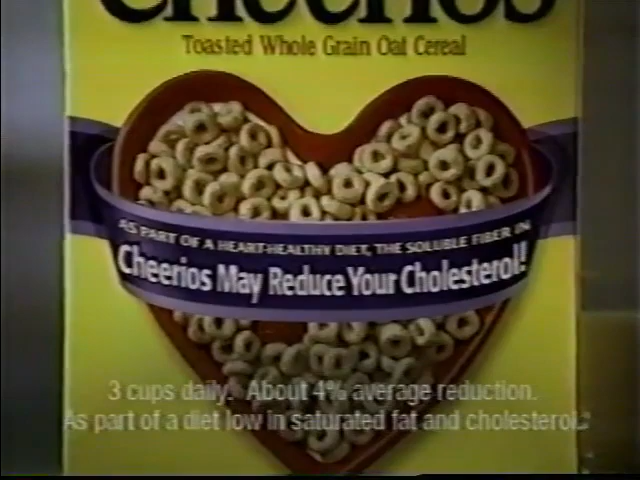 Cheerios
Toasted Whole Grain Oat Cereal
AS PART OF A HEART-HEALTHY DIET, THE SOLUBLE FIBER IN
Cheerios May Reduce Your Cholesterol!
3 cups daily. About 4% average reduction.
As part of a diet low in saturated fat and cholesterol.